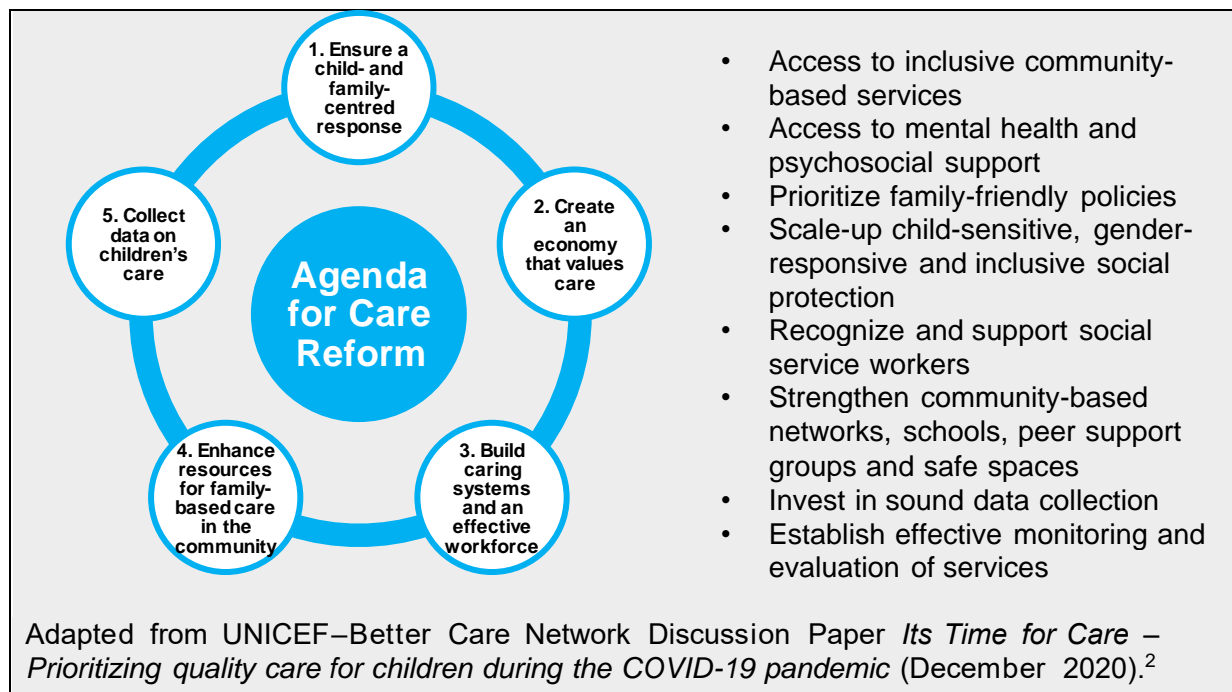 1. Ensure a
child- and
family-
centred
response
2. Create
an
economy
that values
care
3. Build
caring
systems
and an
effective
workforce
4. Enhance
resources
for family-
based care
in the
community
5. Collect
data on
children’s
care
Agenda
for Care
Reform
• Access to inclusive community-
based services
• Access to mental health and
psychosocial support
• Prioritize family-friendly policies
• Scale-up child-sensitive, gender-
responsive and inclusive social
protection
• Recognize and support social
service workers
• Strengthen community-based
networks, schools, peer support
groups and safe spaces
• Invest in sound data collection
• Establish effective monitoring and
evaluation of services
Adapted from UNICEF–Better Care Network Discussion Paper Its Time for Care –
Prioritizing quality care for children during the COVID-19 pandemic (December 2020).2